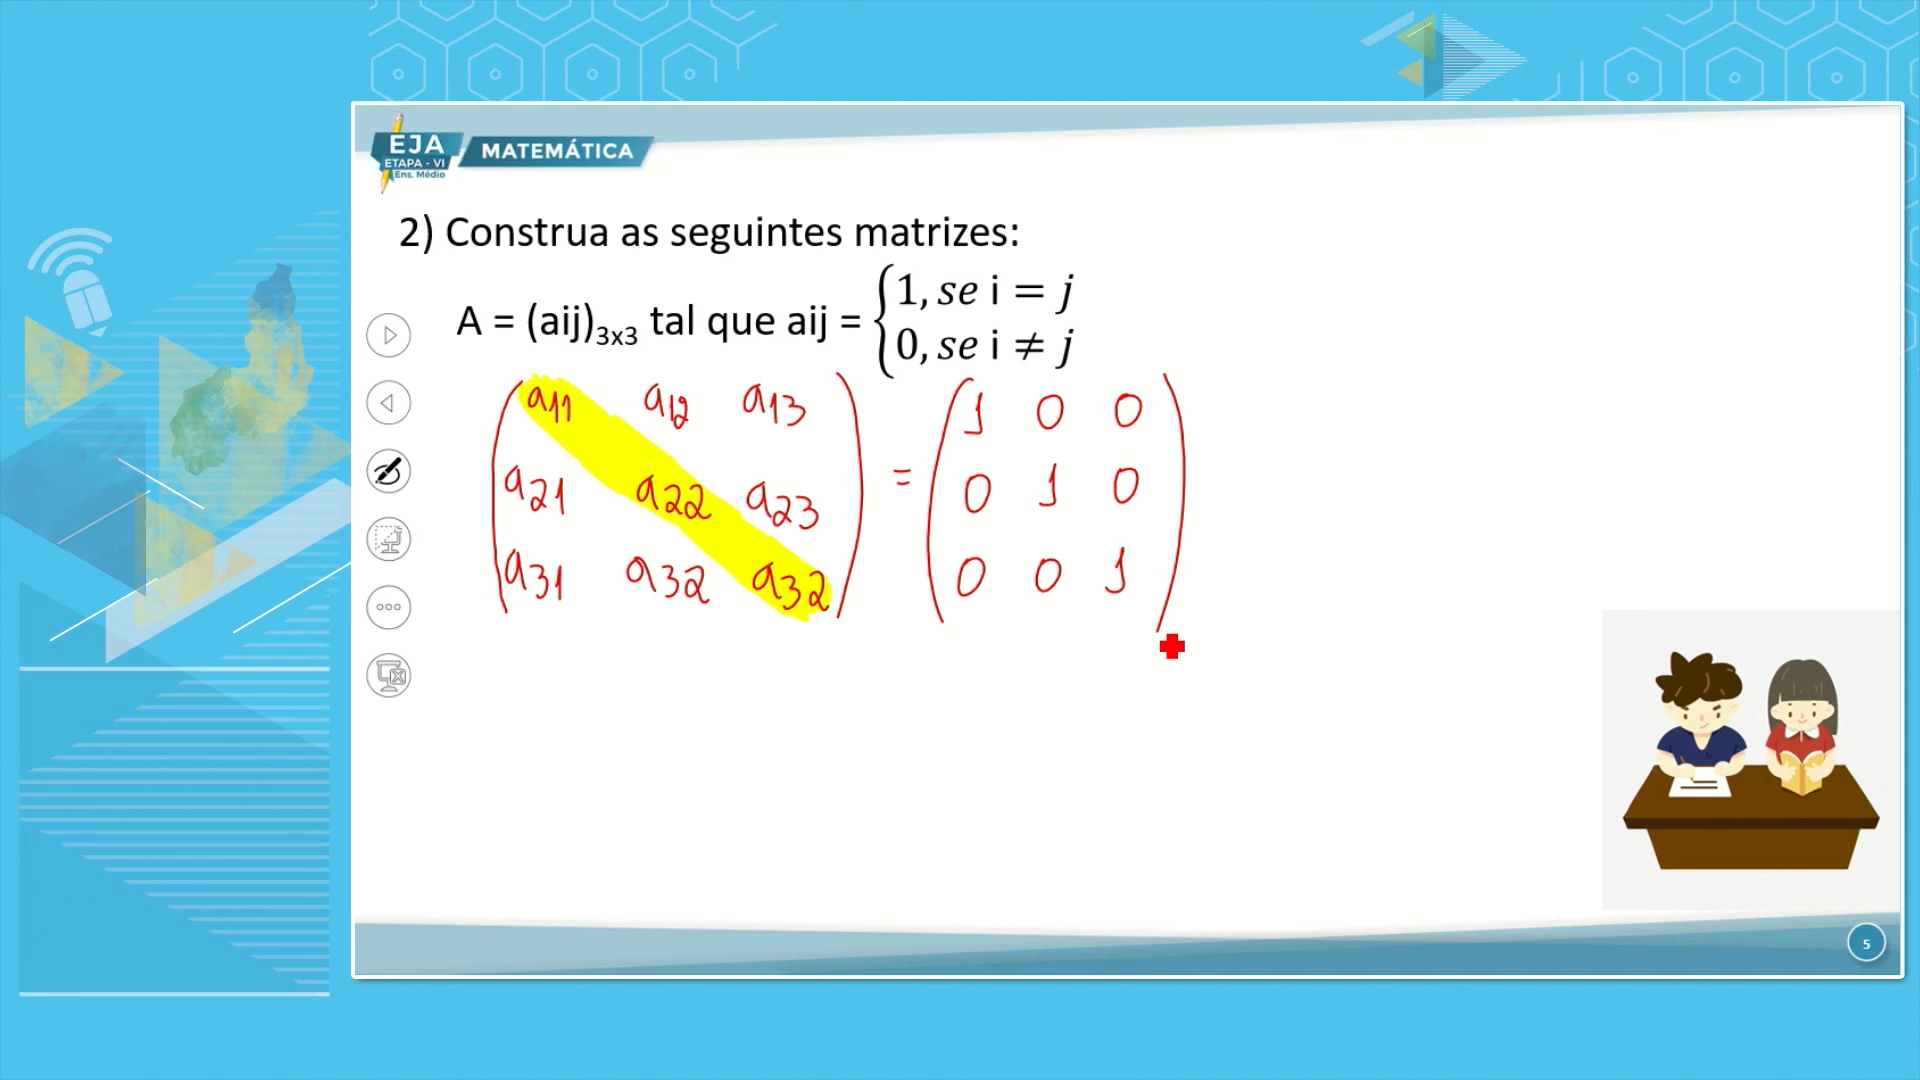 EJA
ETAPA - VI
Ens. Médio
MATEMÁTICA
2) Construa as seguintes matrizes:
A = (aij)3x3 tal que aij = {1, se i = j
0, se i ≠ j
a11 a12 a13
a21 a22 a23
a31 a32 a32
=
1 0 0
0 1 0
0 0 1
5